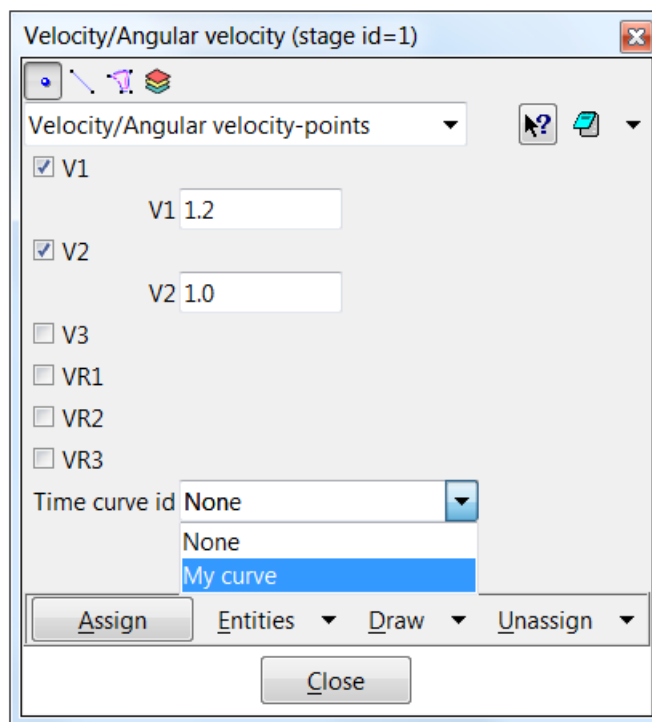 Velocity/Angular velocity (stage id=1)
Velocity/Angular velocity-points
V1
V1 1.2
V2
V2 1.0
V3
VR1
VR2
VR3
Time curve id None
None
My curve
Assign Entities Draw Unassign
Close